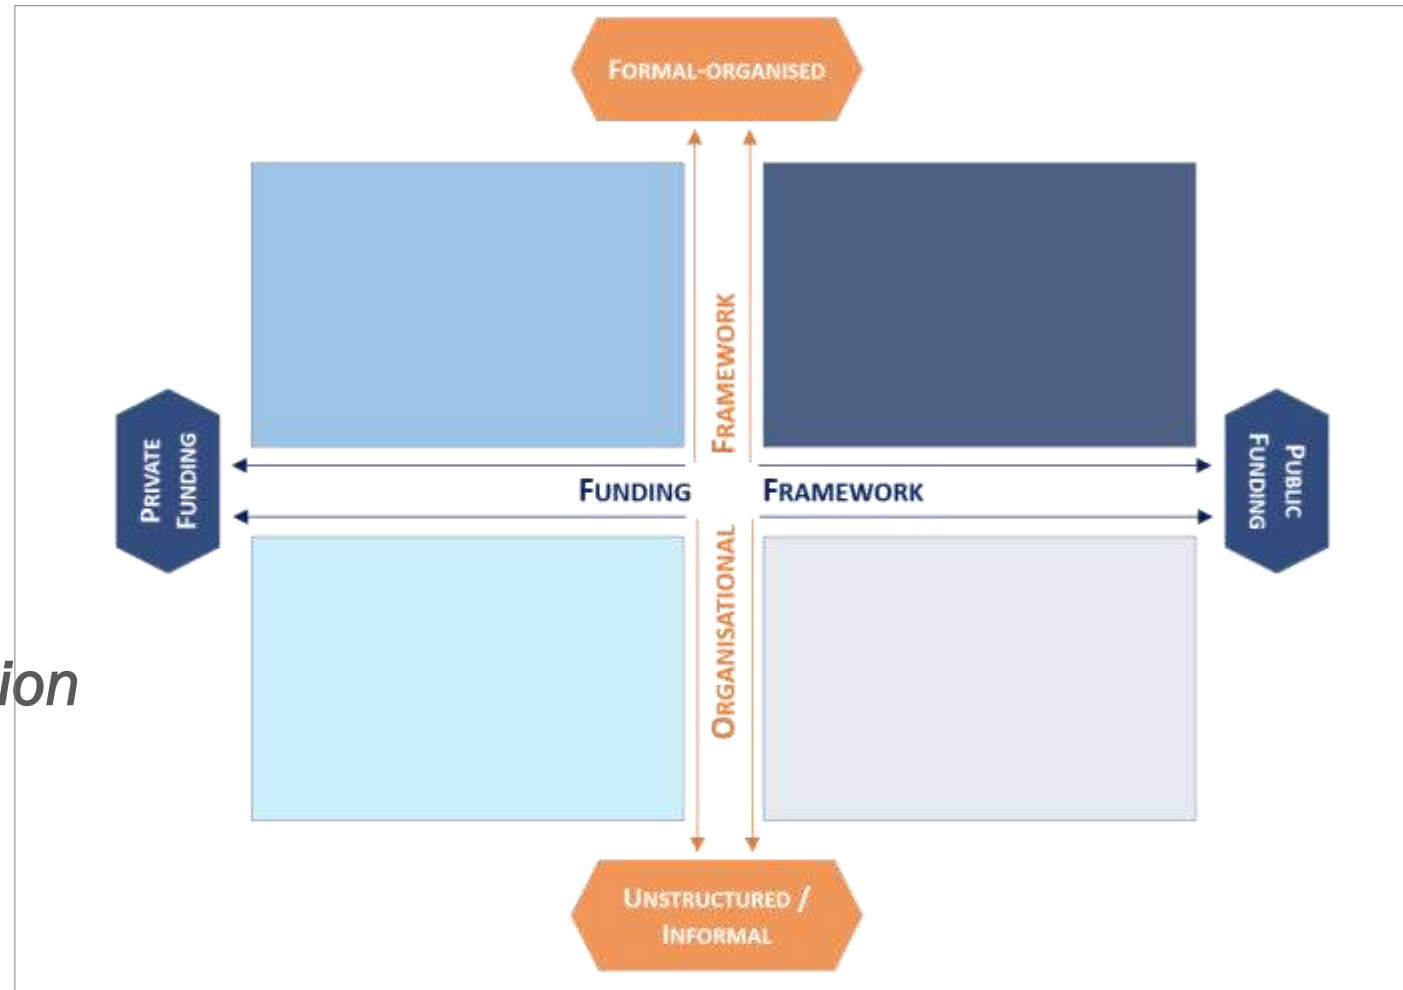 FORMAL-ORGANISED
FRAMEWORK
PRIVATE
FUNDING
FUNDING FRAMEWORK
PUBLIC
FUNDING
ORGANISATIONAL
ion
UNSTRUCTURED /
INFORMAL